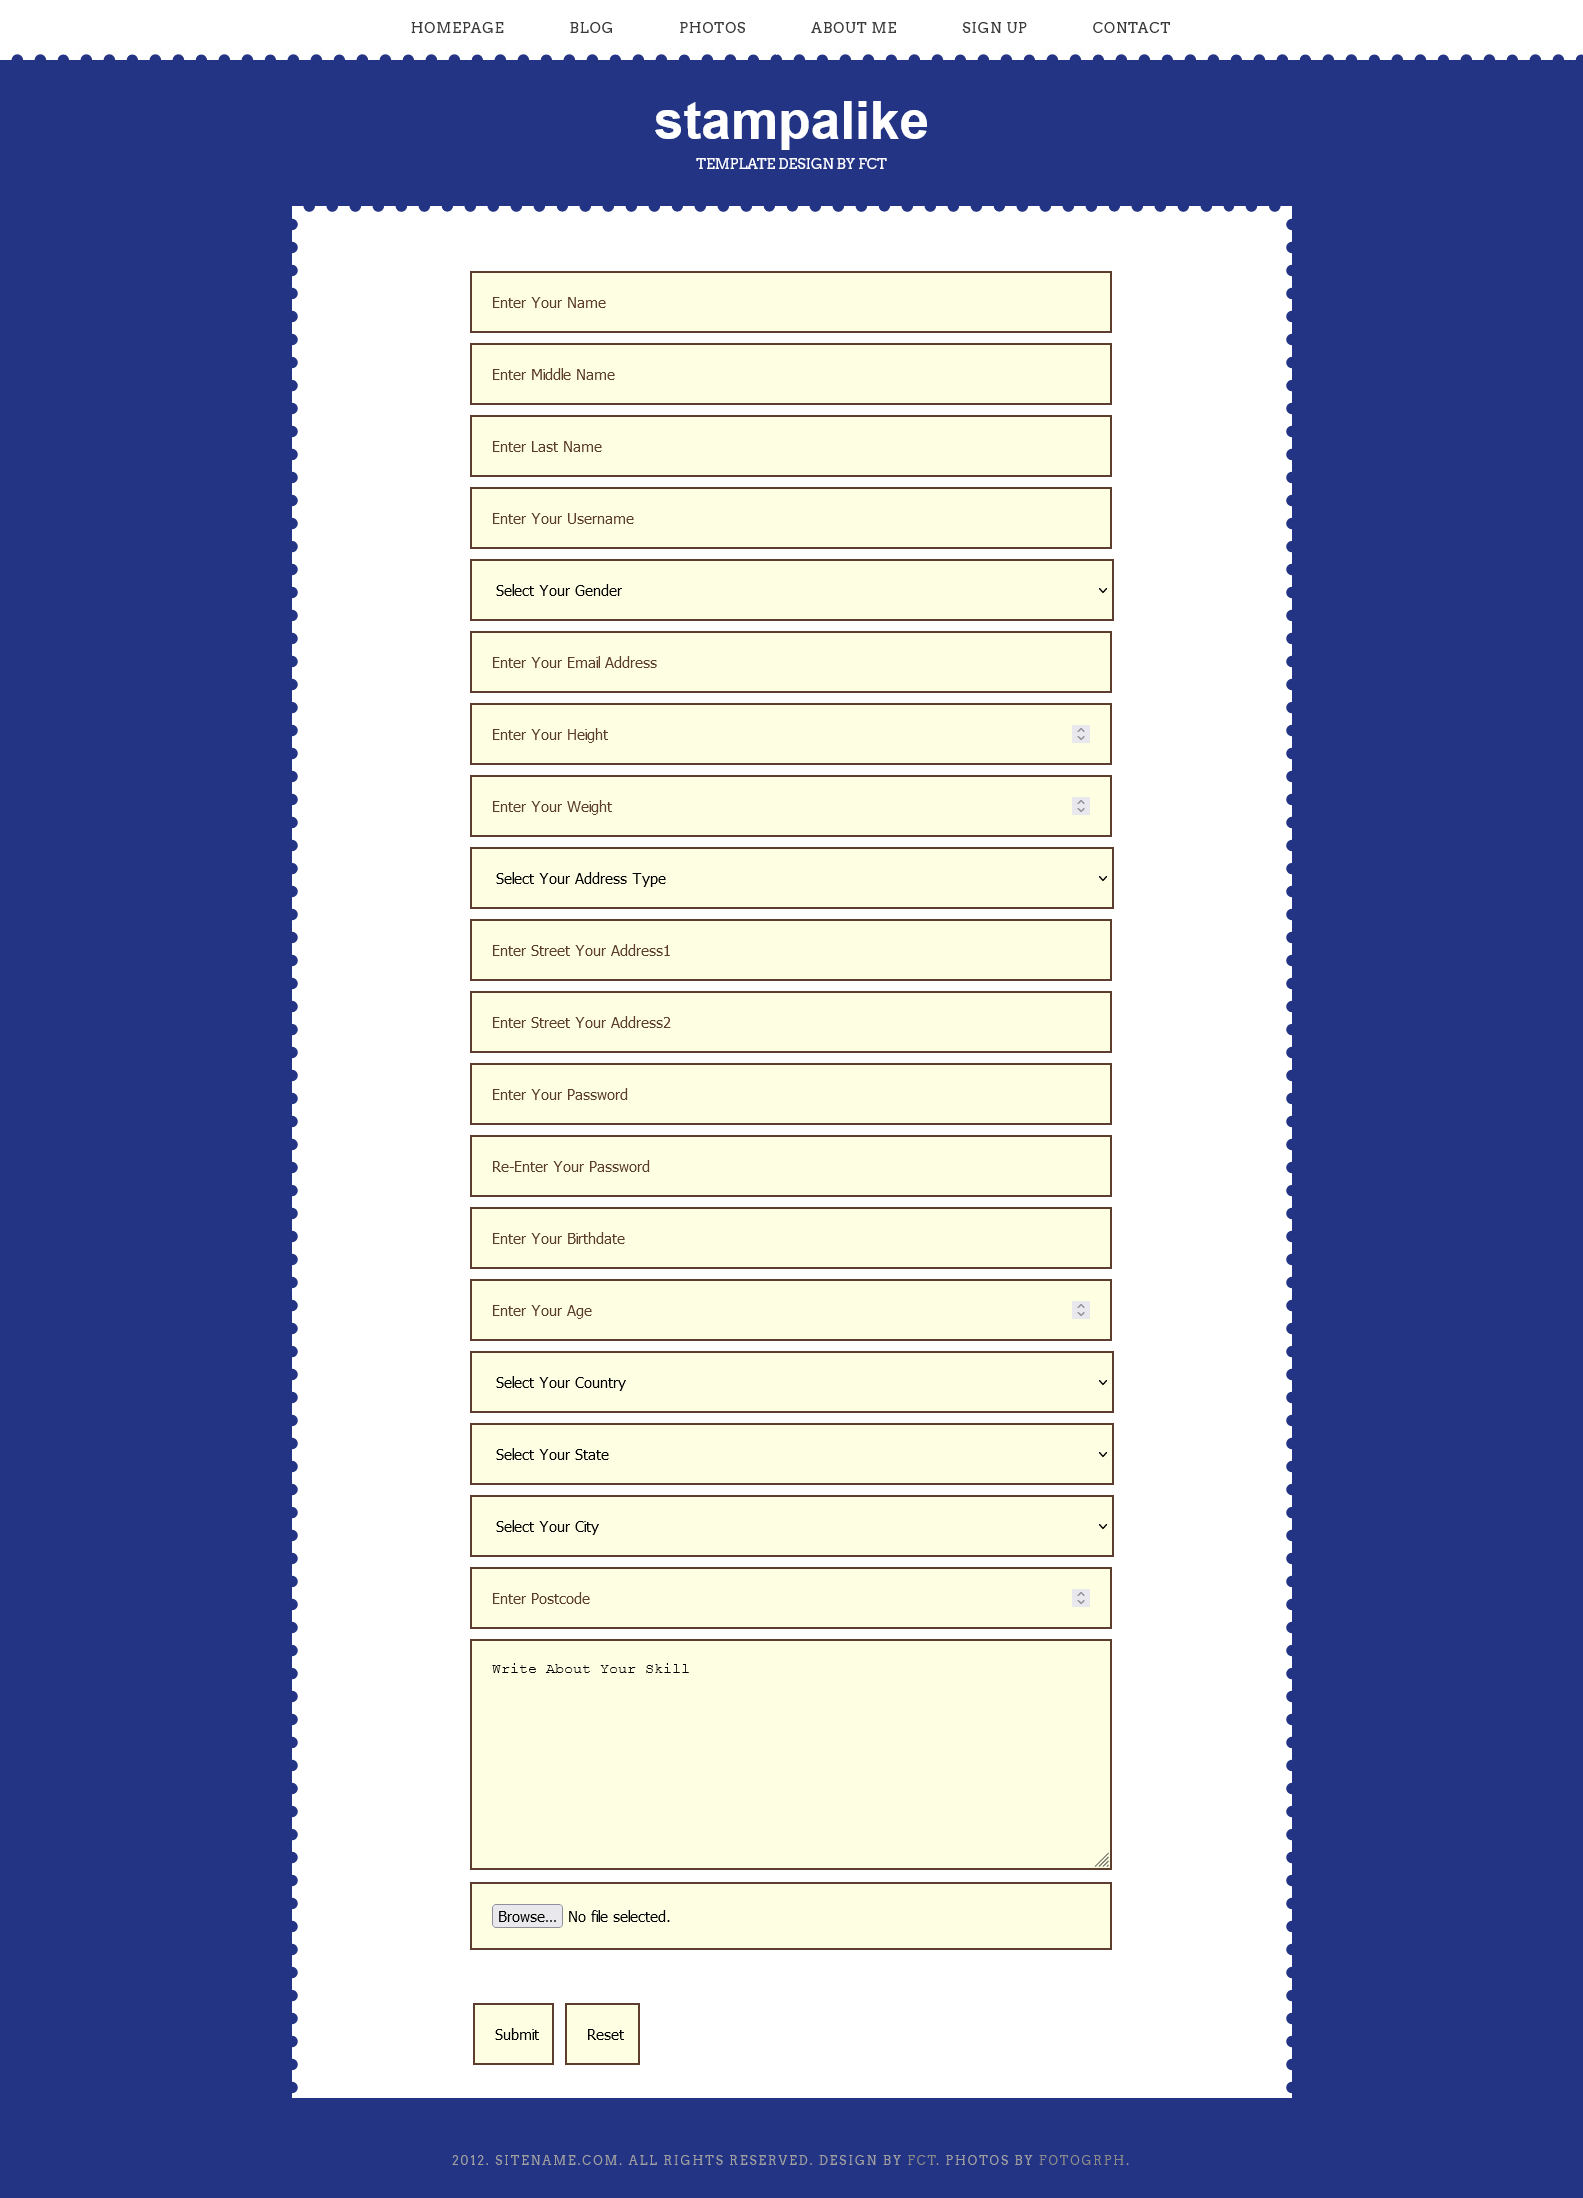 HOMEPAGE BLOG PHOTOS ABOUT ME SIGN UP CONTACT
stampalike
TEMPLATE DESIGN BY FCT
Enter Your Name
Enter Middle Name
Enter Last Name
Enter Your Username
Select Your Gender
Enter Your Email Address
Enter Your Height
Enter Your Weight
Select Your Address Type
Enter Street Your Address1
Enter Street Your Address2
Enter Your Password
Re-Enter Your Password
Enter Your Birthdate
Enter Your Age
Select Your Country
Select Your State
Select Your City
Enter Postcode
Write About Your Skill
Browse... No file selected.
Submit Reset
2012. SITENAME.COM. ALL RIGHTS RESERVED. DESIGN BY FCT. PHOTOS BY FOTOGRPH.